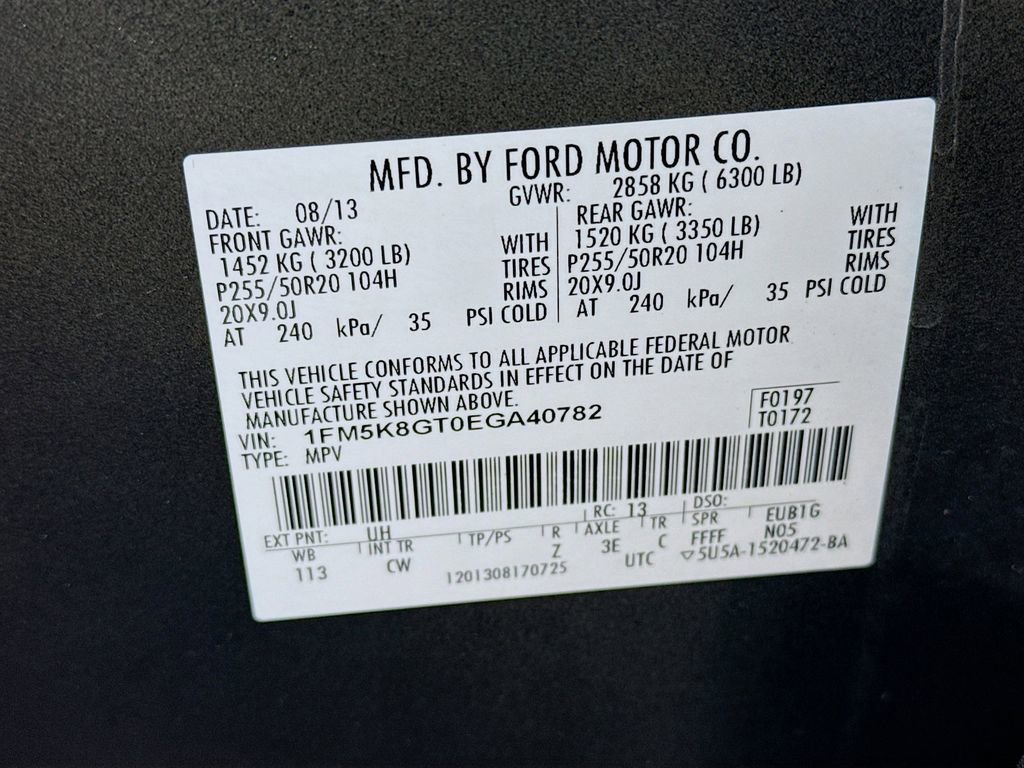 MFD. BY FORD MOTOR CO.
DATE: 08/13 GVWR: 2858 KG ( 6300 LB)
FRONT GAWR: REAR GAWR:
1452 KG ( 3200 LB) WITH 1520 KG ( 3350 LB) WITH
P255/50R20 104H TIRES P255/50R20 104H TIRES
20X9.0J RIMS 20X9.0J RIMS
AT 240 kPa/ 35 PSI COLD AT 240 kPa/ 35 PSI COLD
THIS VEHICLE CONFORMS TO ALL APPLICABLE FEDERAL MOTOR
VEHICLE SAFETY STANDARDS IN EFFECT ON THE DATE OF
MANUFACTURE SHOWN ABOVE.
VIN: 1FM5K8GT0EGA40782 F0197
TYPE: MPV T0172
EXT PNT: UH RC: 13 DSO:
WB INT TR TP/PS R AXLE TR SPR EUB1G
113 CW Z 3E C FFFF N05
1201308170725 UTC ▽5U5A-1520472-BA